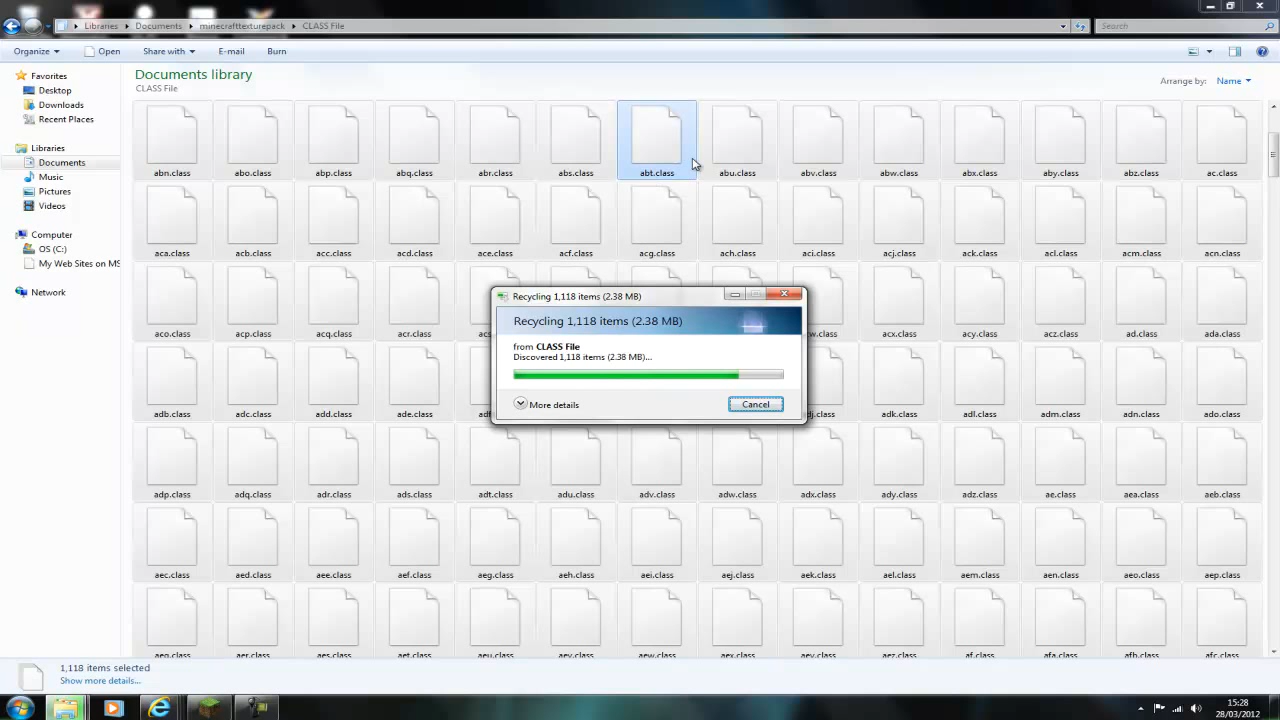 Libraries ▸ Documents ▸ minecrafttexturepack ▸ CLASS File
Search
Organize Open Share with E-mail Burn
Favorites
Desktop
Downloads
Recent Places
Libraries
Documents
Music
Pictures
Videos
Computer
OS (C:)
My Web Sites on MS
Network
Documents library
CLASS File
Arrange by: Name
abn.class abo.class abp.class abq.class abr.class abs.class abt.class abu.class abv.class abw.class abx.class aby.class abz.class ac.class
aca.class acb.class acc.class acd.class ace.class acf.class acg.class ach.class aci.class acj.class ack.class acl.class acm.class acn.class
aco.class acp.class acq.class acr.class acx.class acy.class acz.class ad.class ada.class
adb.class adc.class add.class ade.class adk.class adl.class adm.class adn.class ado.class
adp.class adq.class adr.class ads.class adt.class adu.class adv.class adw.class adx.class ady.class adz.class ae.class aea.class aeb.class
aec.class aed.class aee.class aef.class aeg.class aeh.class aei.class aej.class aek.class ael.class aem.class aen.class aeo.class aep.class
aeq.class aer.class aes.class aet.class aeu.class aev.class aew.class aex.class aey.class aez.class af.class afa.class afb.class afc.class
Recycling 1,118 items (2.38 MB)
Recycling 1,118 items (2.38 MB)
from CLASS File
Discovered 1,118 items (2.38 MB)...
More details
Cancel
1,118 items selected
Show more details...
15:28
28/03/2012